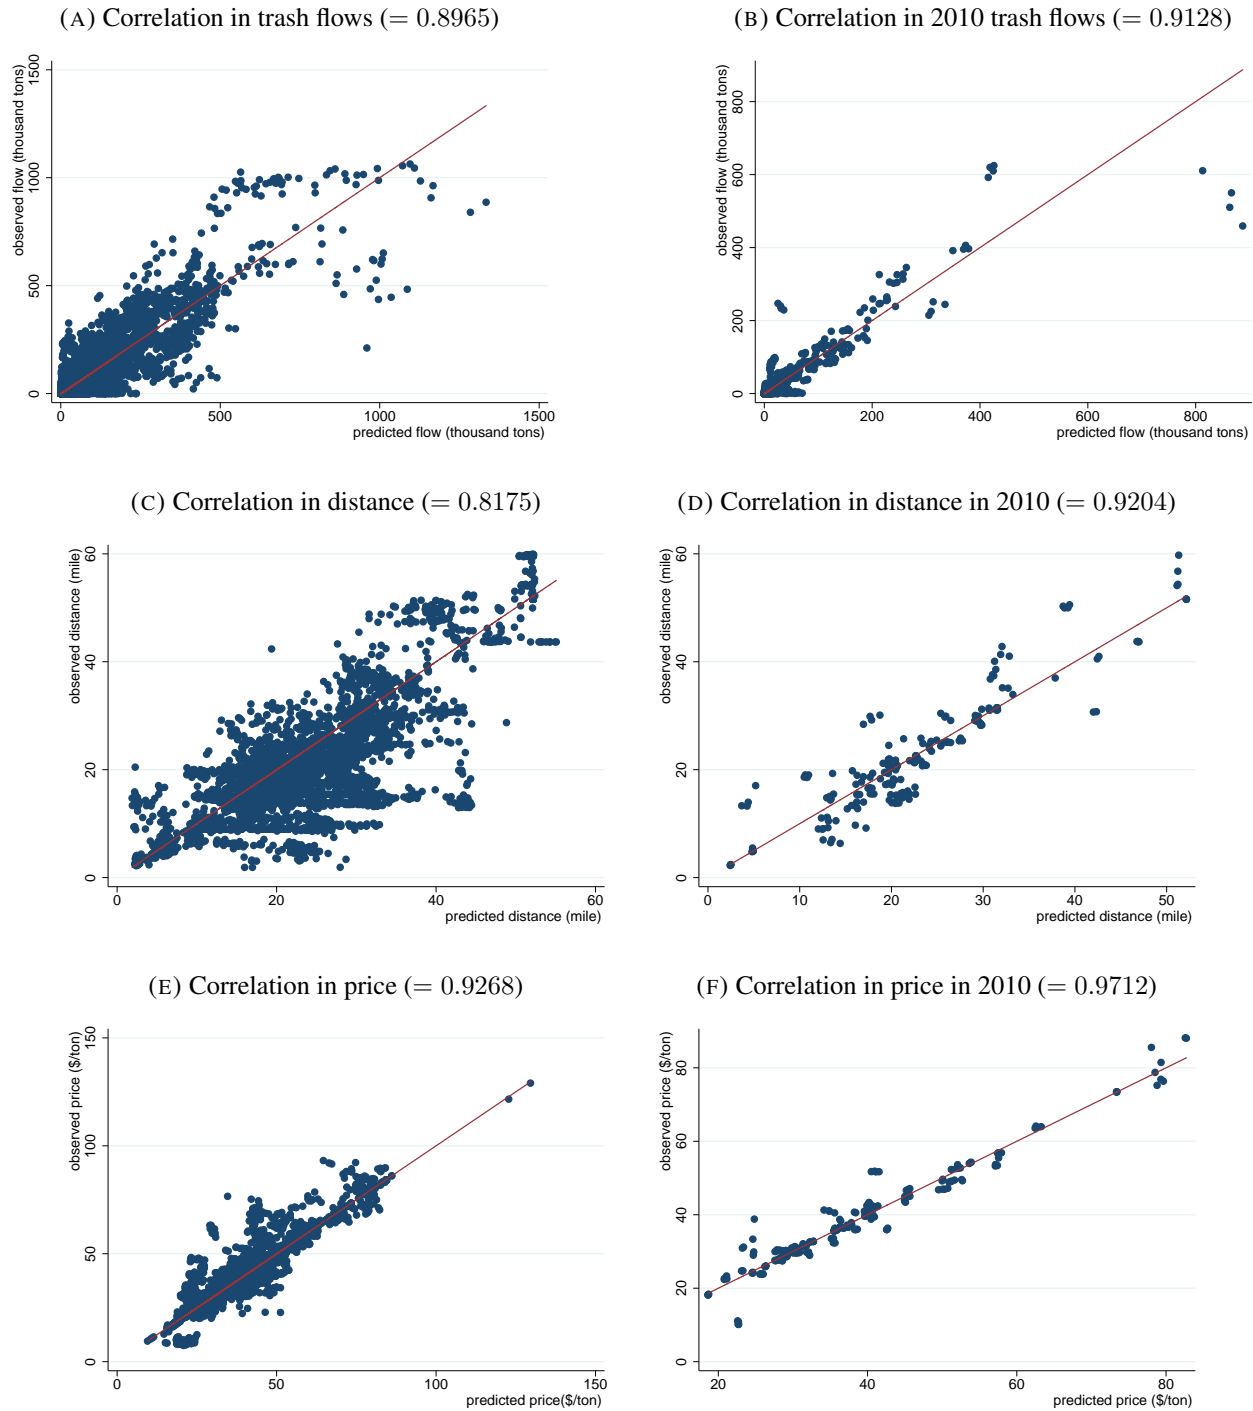 (A) Correlation in trash flows (= 0.8965)
observed flow (thousand tons)
1500
1000
500
0
0 500 1000 1500
predicted flow (thousand tons)
(B) Correlation in 2010 trash flows (= 0.9128)
observed flow (thousand tons)
800
600
400
200
0
0 200 400 600 800
predicted flow (thousand tons)
(C) Correlation in distance (= 0.8175)
observed distance (mile)
60
40
20
0
0 20 40 60
predicted distance (mile)
(D) Correlation in distance in 2010 (= 0.9204)
observed distance (mile)
60
40
20
0
0 10 20 30 40 50
predicted distance (mile)
(E) Correlation in price (= 0.9268)
observed price ($/ton)
150
100
50
0
0 50 100 150
predicted price($/ton)
(F) Correlation in price in 2010 (= 0.9712)
observed price ($/ton)
80
60
40
20
0
20 40 60 80
predicted price ($/ton)